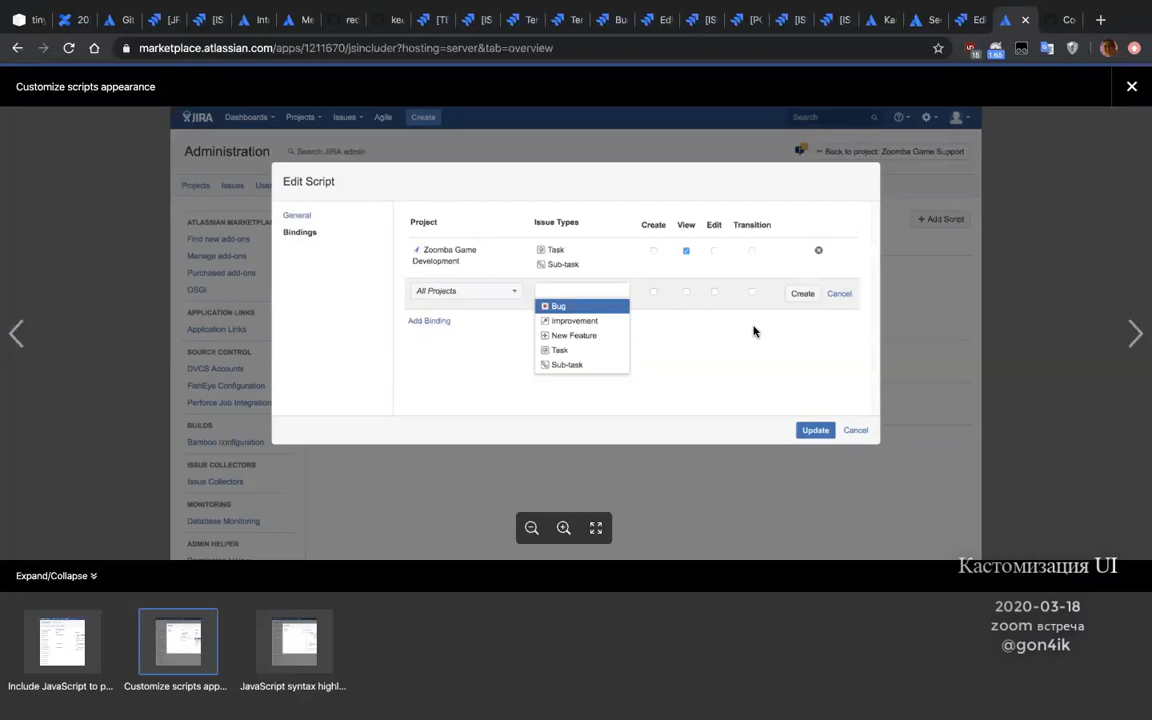 marketplace.atlassian.com/apps/1211670/jsincluder?hosting=server&tab=overview
15
1.65
Customize scripts appearance
JIRA
Dashboards
Projects
Issues
Agile
Create
Search
Administration
Search JIRA admin
Back to project: Zoomba Game Support
Projects
Issues
+ Add Script
ATLASSIAN MARKETPLA
Find new add-ons
Manage add-ons
Purchased add-ons
OSGi
APPLICATION LINKS
Application Links
SOURCE CONTROL
DVCS Accounts
FishEye Configuration
Perforce Job Integration
BUILDS
Bamboo configuration
ISSUE COLLECTORS
Issue Collectors
MONITORING
Database Monitoring
ADMIN HELPER
Edit Script
General
Bindings
Project
Issue Types
Create
View
Edit
Transition
Zoomba Game
Development
Task
Sub-task
All Projects
Create
Cancel
Bug
Improvement
New Feature
Task
Sub-task
Add Binding
Update
Cancel
Кастомизация UI
Expand/Collapse
2020-03-18
zoom встреча
@gon4ik
Include JavaScript to p...
Customize scripts app...
JavaScript syntax highl...